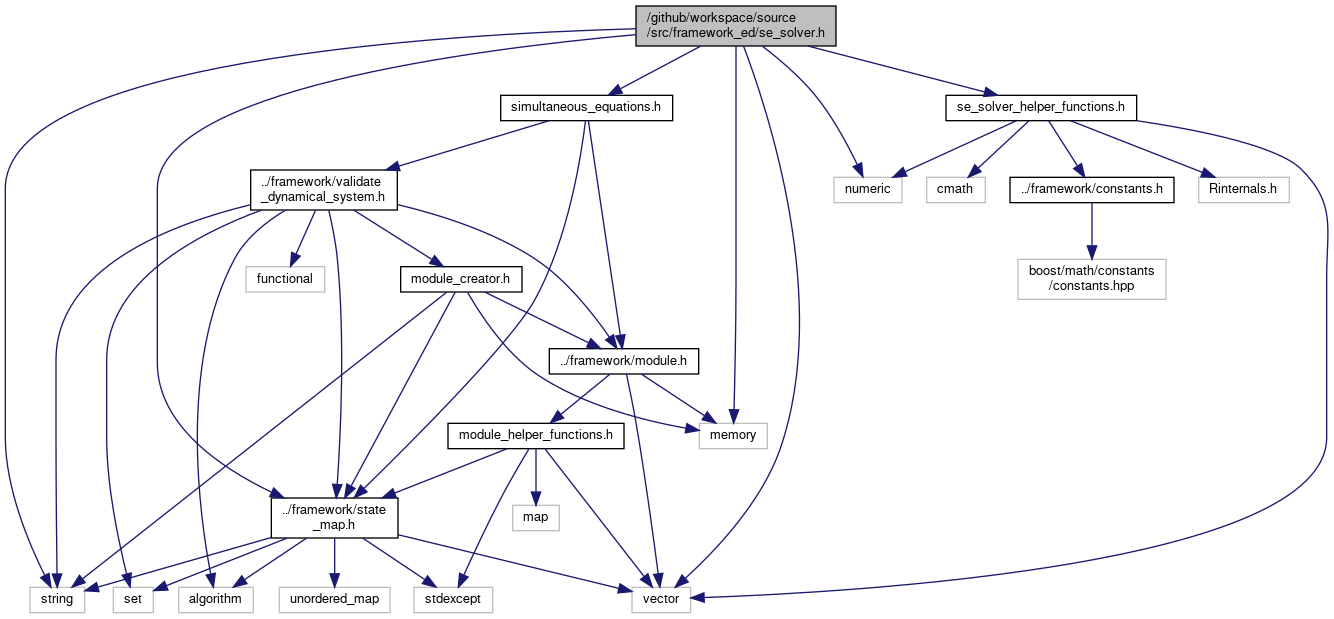 /github/workspace/source
/src/framework_ed/se_solver.h
simultaneous_equations.h
se_solver_helper_functions.h
../framework/validate
_dynamical_system.h
numeric
cmath
../framework/constants.h
Rinternals.h
functional
module_creator.h
boost/math/constants
/constants.hpp
../framework/module.h
module_helper_functions.h
memory
../framework/state
_map.h
map
string
set
algorithm
unordered_map
stdexcept
vector